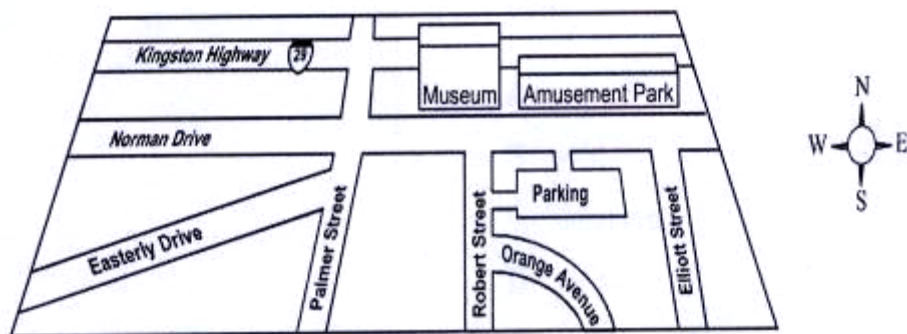 Kingston Highway
29
Museum
Amusement Park
Norman Drive
N
W
E
S
Parking
Easterly Drive
Palmer Street
Robert Street
Orange Avenue
Elliott Street